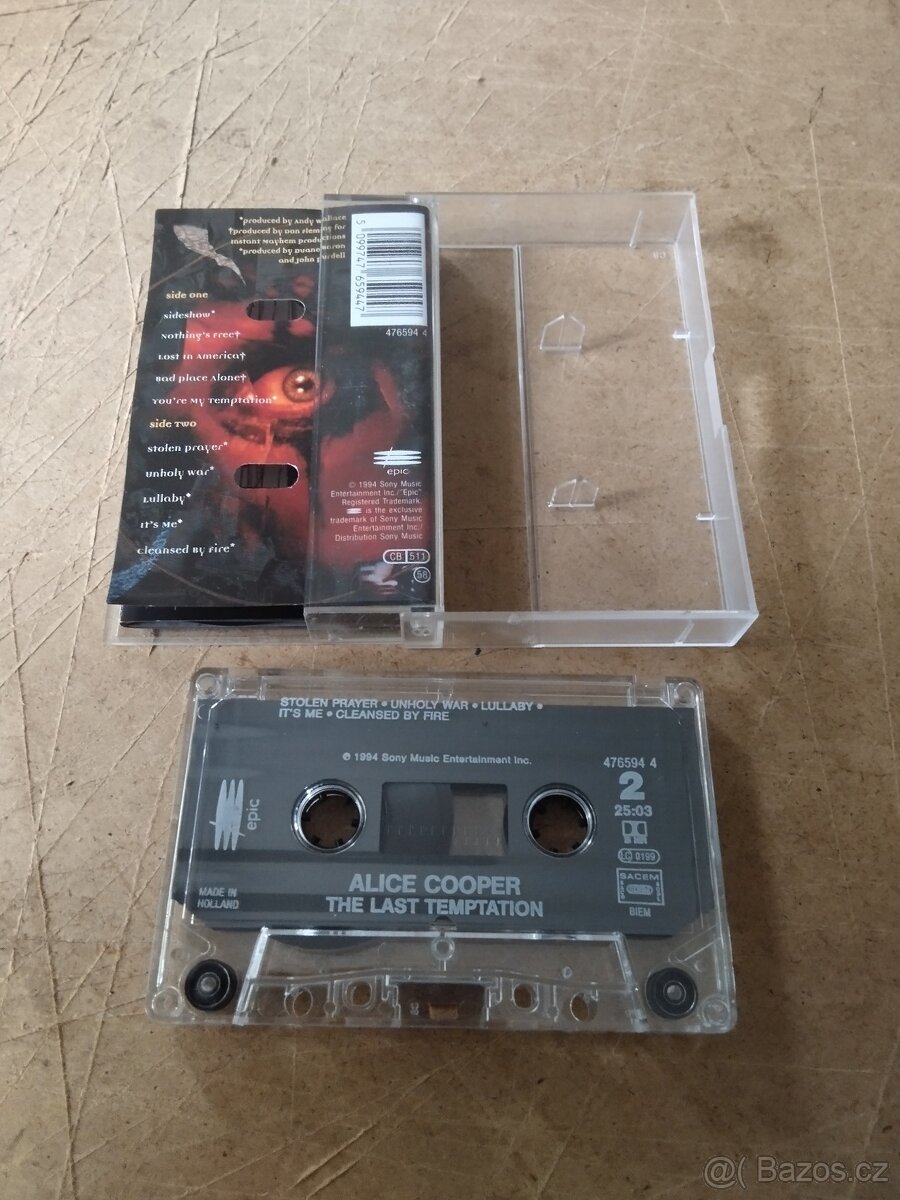 *produced by Andy Wallace
†produced by Don Fleming for
Instant Mayhem productions
*produced by Duane Baron
and John Purdell
side one
sideshow*
Nothing's Free†
Lost in America†
Bad Place Alone†
You're My Temptation*
side two
stolen prayer*
unholy war*
Lullaby*
It's Me*
cleansed by fire*
5 099747 659447
476594 4
epic
© 1994 Sony Music
Entertainment Inc./"Epic"
Registered Trademark.
is the exclusive
trademark of Sony Music
Entertainment Inc./
Distribution Sony Music
CB 511
58
STOLEN PRAYER • UNHOLY WAR • LULLABY •
IT'S ME • CLEANSED BY FIRE
℗ 1994 Sony Music Entertainment Inc.
476594 4
2
25:03
epic
LC 0199
SACEM
BIEM
MADE IN
HOLLAND
ALICE COOPER
THE LAST TEMPTATION
@( Bazos.cz